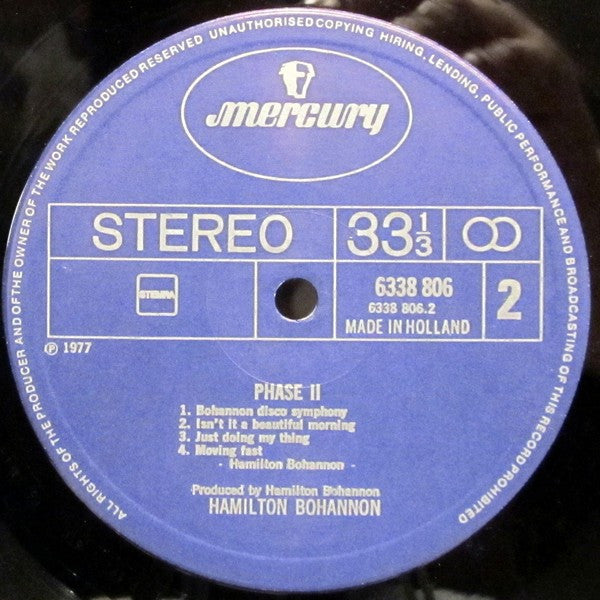 ALL RIGHTS OF THE PRODUCER AND OF THE OWNER OF THE WORK REPRODUCED RESERVED UNAUTHORISED COPYING HIRING, LENDING, PUBLIC PERFORMANCE AND BROADCASTING OF THIS RECORD PROHIBITED
mercury
STEREO 33 1/3
STEMRA
6338 806
6338 806.2
MADE IN HOLLAND
2
Ⓟ 1977
PHASE II
1. Bohannon disco symphony
2. Isn't it a beautiful morning
3. Just doing my thing
4. Moving fast
- Hamilton Bohannon -
Produced by Hamilton Bohannon
HAMILTON BOHANNON